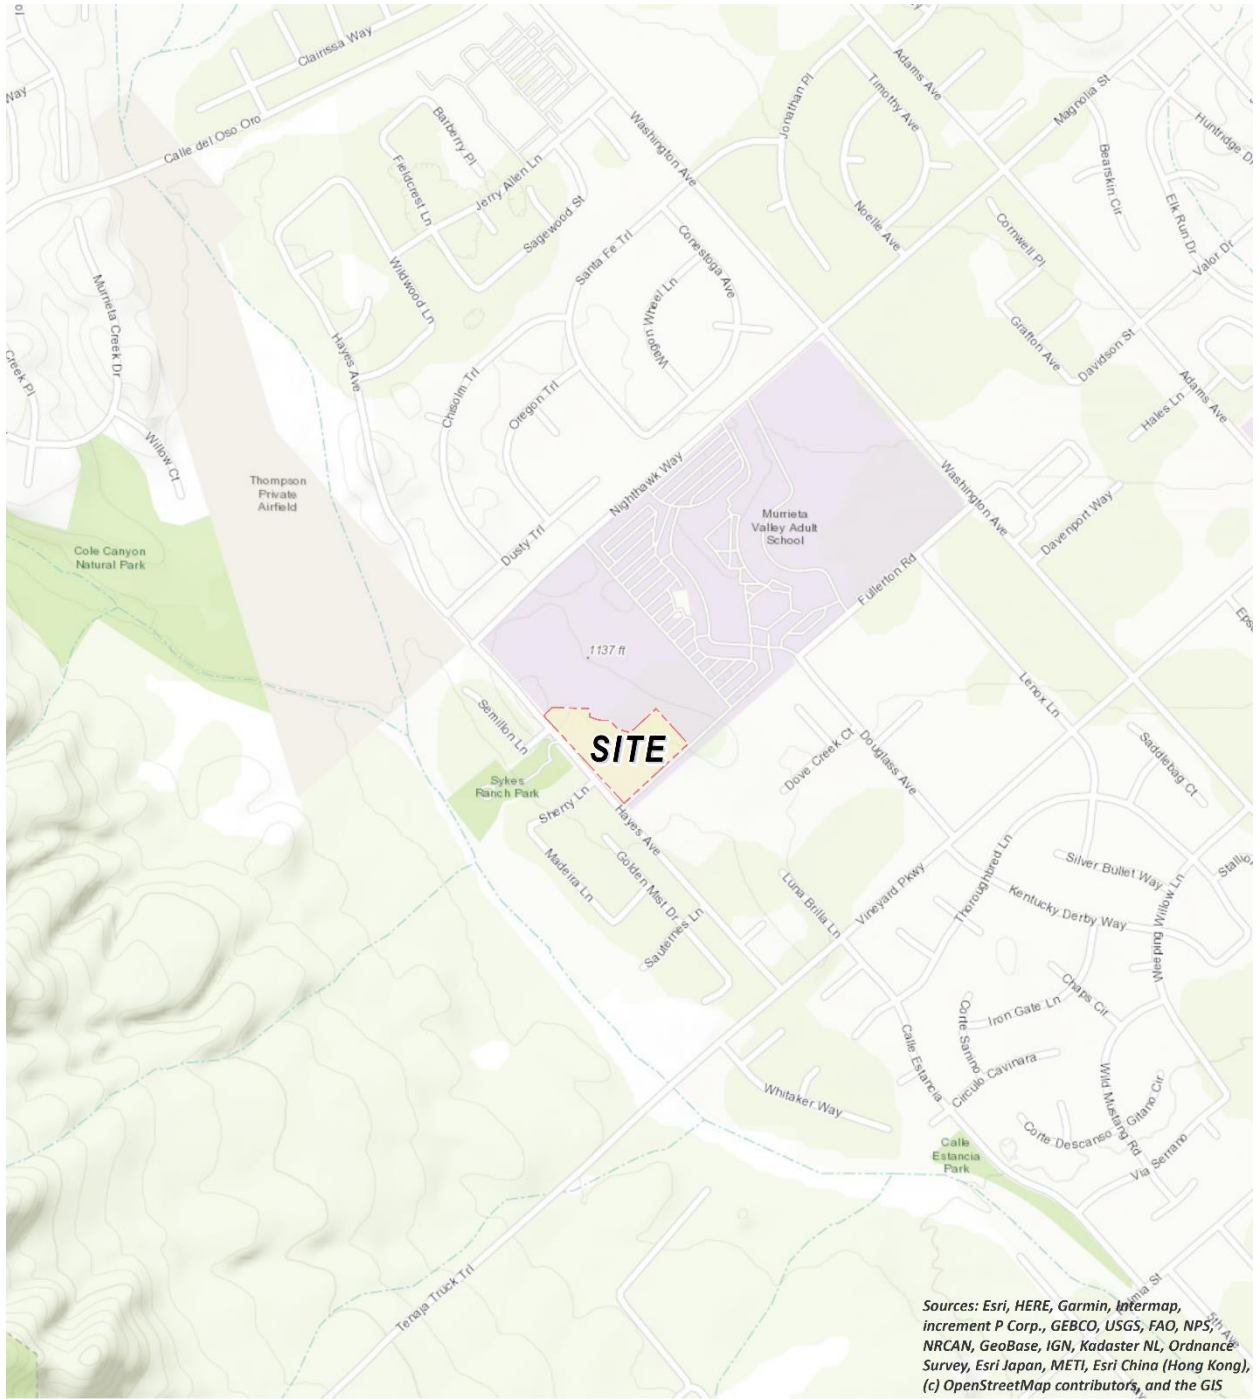 Way
Clairissa Way
Calle del Oso Oro
Barberry Pl
Fieldcrest Ln
Jerry Allen Ln
Sagewood St
Wildwood Ln
Washington Ave
Jonathan Pl
Adams Ave
Timothy Ave
Magnolia St
Huntridge D
Bearskin Cir
Elk Run Dr
Noelle Ave
Cornwell Pl
Valor Dr
Santa Fe Trl
Conestoga Ave
Wagon Wheel Ln
Murrieta Creek Dr
Creek Pl
Hayes Ave
Chisolm Trl
Oregon Trl
Grafton Ave
Davidson St
Adams Ave
Hales Ln
Willow Ct
Thompson
Private
Airfield
Nighthawk Way
Dusty Trl
Murrieta
Valley Adult
School
Washington Ave
Davenport Way
Fullerton Rd
Cole Canyon
Natural Park
1137 ft
Semillon Ln
SITE
Sykes
Ranch Park
Sherry Ln
Hayes Ave
Dove Creek Ct
Douglass Ave
Lenox Ln
Saddlebag Ct
Madeira Ln
Golden Mist Dr
Sauternes Ln
Luna Brilla Ln
Vineyard Pkwy
Thoroughbred Ln
Silver Bullet Way
Kentucky Derby Way
Weeping Willow Ln
Stallio
Chaps Cir
Iron Gate Ln
Corte Sanino
Circulo Cavinara
Calle Estancia
Wild Mustang Rd
Gitano Cir
Corte Descanso
Via Serrano
Whitaker Way
Calle
Estancia
Park
Tenaja Truck Trl
5th Ave
Sources: Esri, HERE, Garmin, Intermap,
increment P Corp., GEBCO, USGS, FAO, NPS,
NRCAN, GeoBase, IGN, Kadaster NL, Ordnance
Survey, Esri Japan, METI, Esri China (Hong Kong),
(c) OpenStreetMap contributors, and the GIS